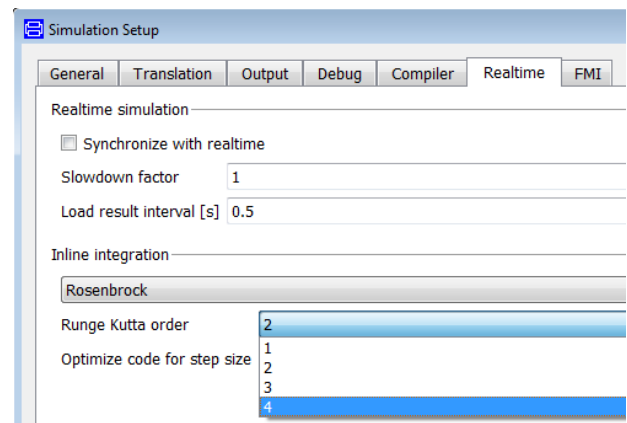 Simulation Setup
General Translation Output Debug Compiler Realtime FMI
Realtime simulation
Synchronize with realtime
Slowdown factor 1
Load result interval [s] 0.5
Inline integration
Rosenbrock
Runge Kutta order 2
1
Optimize code for step size
2
3
4